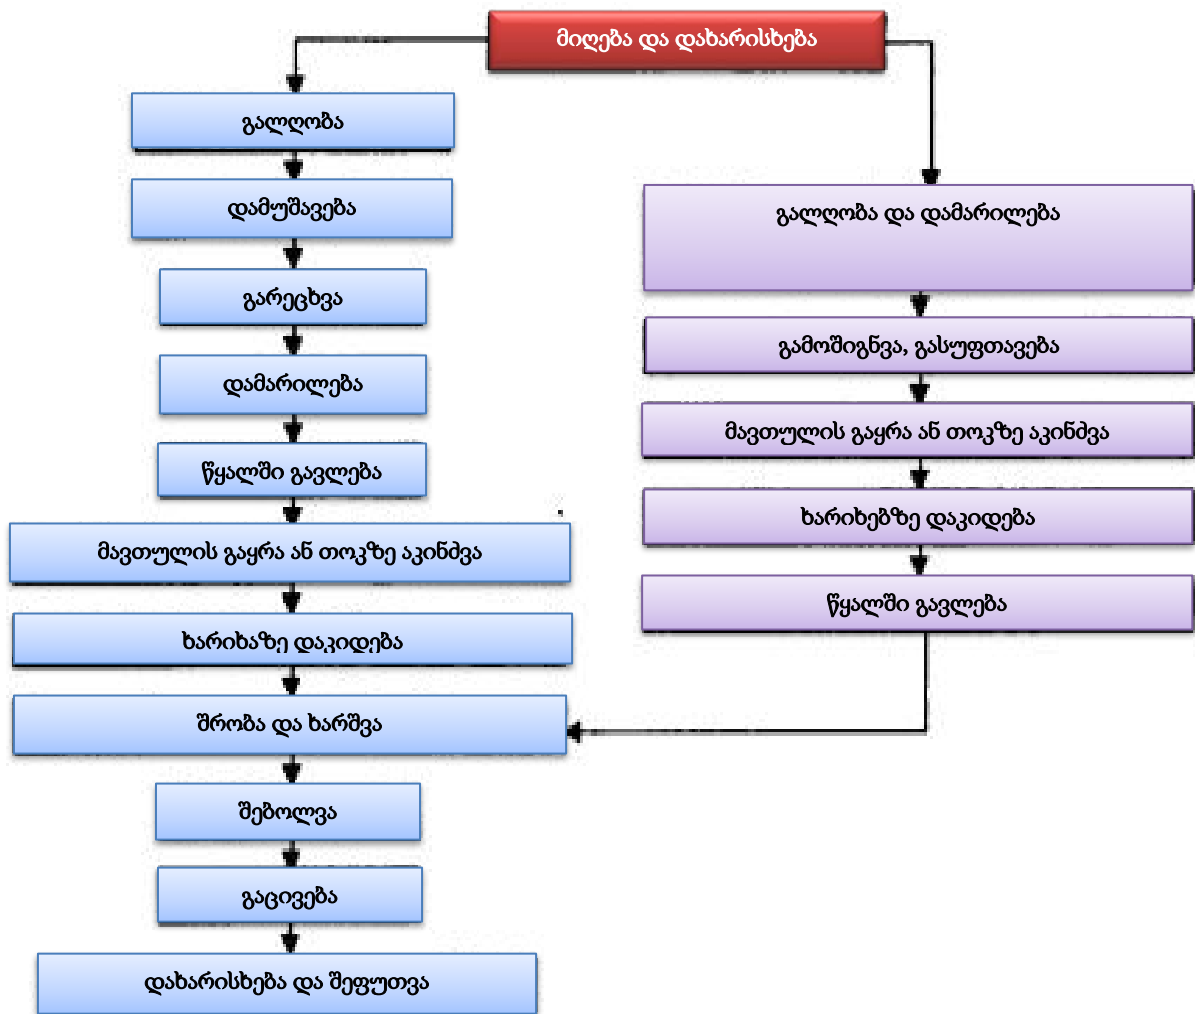 მიღება და დახარისხება
გალღობა
დამუშავება
გარეცხვა
დამარილება
წყალში გავლება
მავთულის გაყრა ან თოკზე აკინძვა
ხარიხაზე დაკიდება
შრობა და ხარშვა
შებოლვა
გაცივება
დახარისხება და შეფუთვა
გალღობა და დამარილება
გამოშიგნვა, გასუფთავება
მავთულის გაყრა ან თოკზე აკინძვა
ხარიხებზე დაკიდება
წყალში გავლება